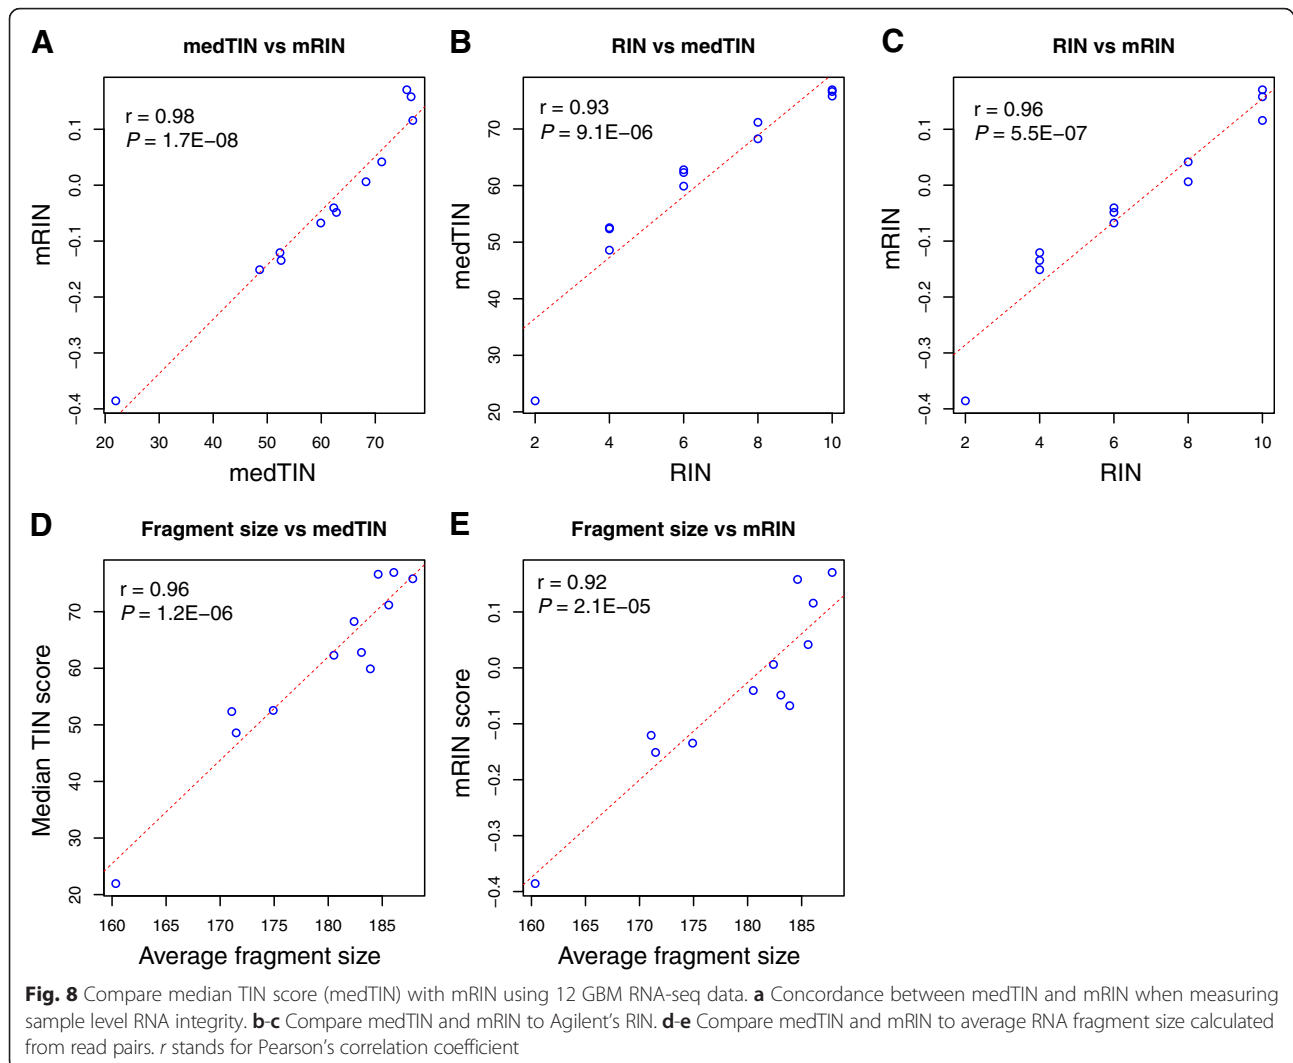 A
medTIN vs mRIN
r = 0.98
P = 1.7E−08
mRIN
0.1
0.0
−0.1
−0.2
−0.3
−0.4
20 30 40 50 60 70
medTIN
B
RIN vs medTIN
r = 0.93
P = 9.1E−06
medTIN
70
60
50
40
30
20
2 4 6 8 10
RIN
C
RIN vs mRIN
r = 0.96
P = 5.5E−07
mRIN
0.1
0.0
−0.1
−0.2
−0.3
−0.4
2 4 6 8 10
RIN
D
Fragment size vs medTIN
r = 0.96
P = 1.2E−06
Median TIN score
70
60
50
40
30
20
160 165 170 175 180 185
Average fragment size
E
Fragment size vs mRIN
r = 0.92
P = 2.1E−05
mRIN score
0.1
0.0
−0.1
−0.2
−0.3
−0.4
160 165 170 175 180 185
Average fragment size
Fig. 8 Compare median TIN score (medTIN) with mRIN using 12 GBM RNA-seq data. a Concordance between medTIN and mRIN when measuring
sample level RNA integrity. b-c Compare medTIN and mRIN to Agilent's RIN. d-e Compare medTIN and mRIN to average RNA fragment size calculated
from read pairs. r stands for Pearson's correlation coefficient